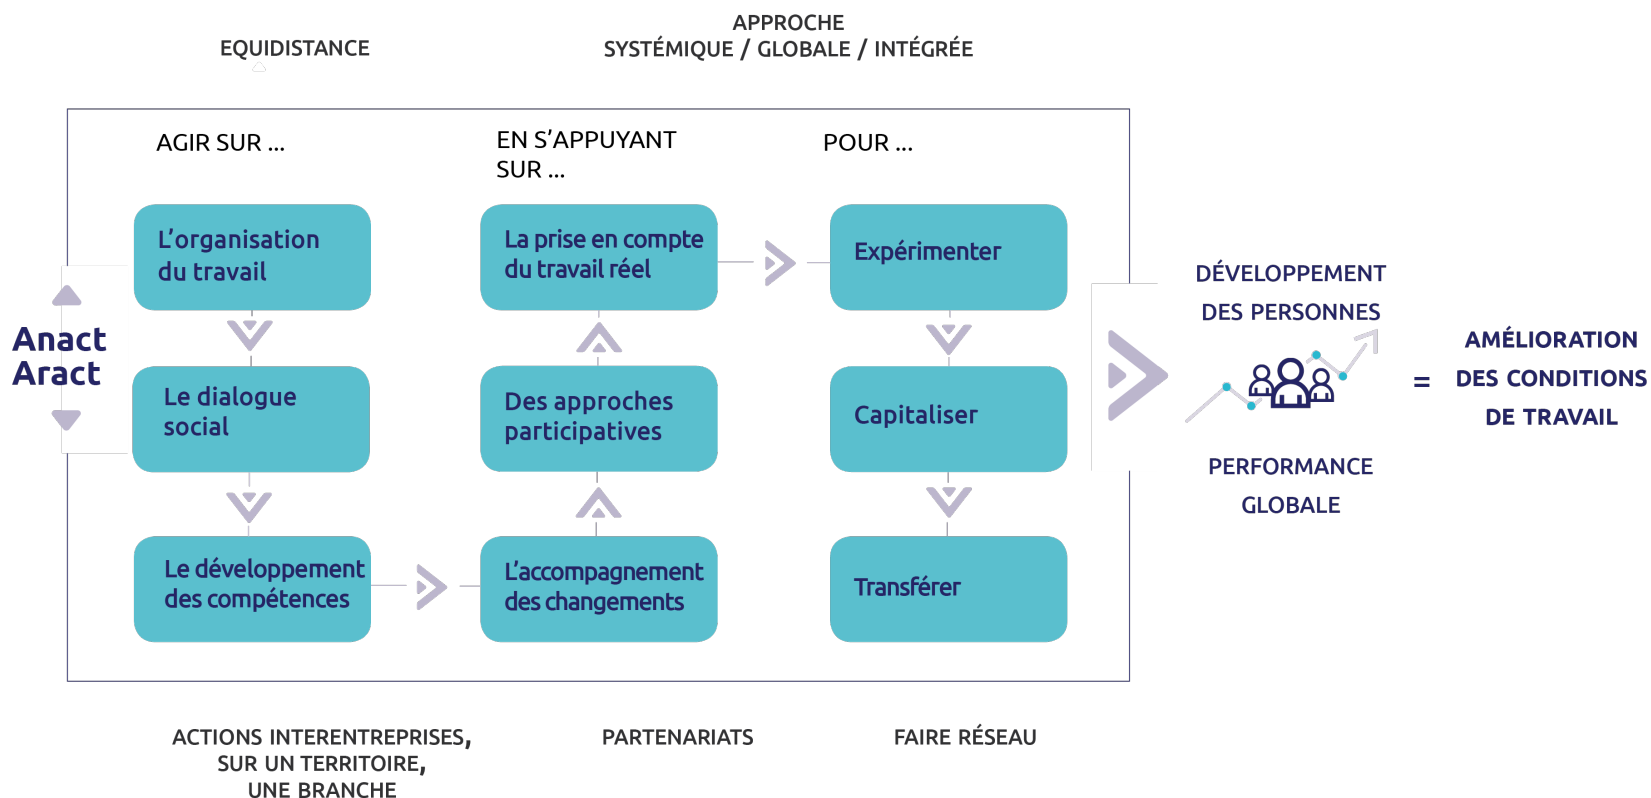 EQUIDISTANCE
APPROCHE
SYSTÉMIQUE / GLOBALE / INTÉGRÉE
AGIR SUR ...
EN S’APPUYANT
SUR ...
POUR ...
Anact
Aract
L’organisation
du travail
Le dialogue
social
Le développement
des compétences
La prise en compte
du travail réel
Des approches
participatives
L’accompagnement
des changements
Expérimenter
Capitaliser
Transférer
DÉVELOPPEMENT
DES PERSONNES
PERFORMANCE
GLOBALE
=
AMÉLIORATION
DES CONDITIONS
DE TRAVAIL
ACTIONS INTERENTREPRISES,
SUR UN TERRITOIRE,
UNE BRANCHE
PARTENARIATS
FAIRE RÉSEAU